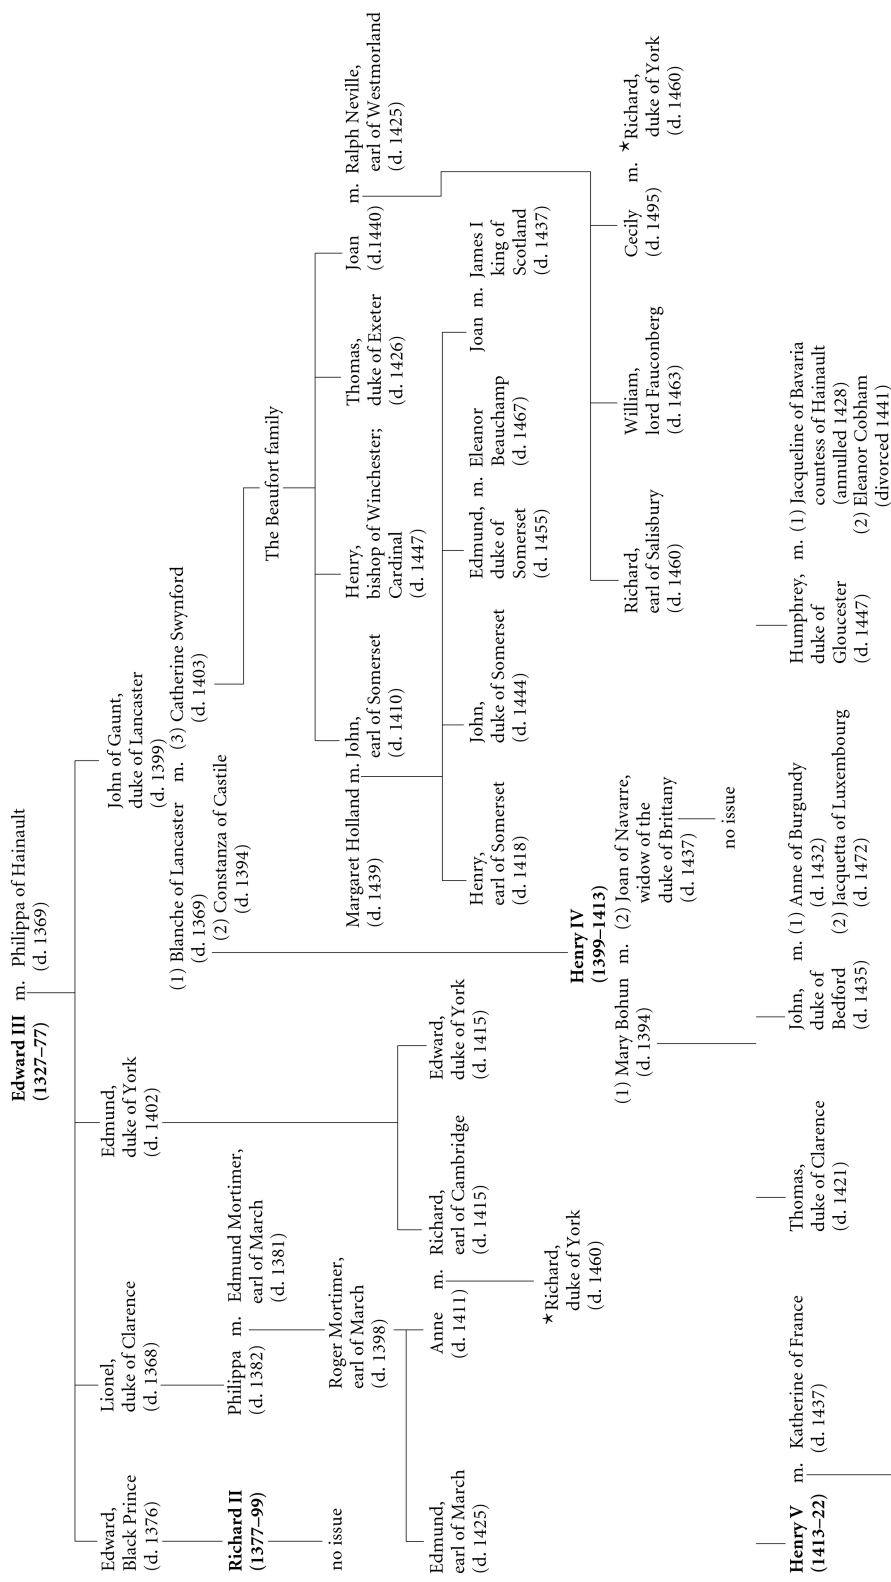 Edward III m. Philippa of Hainault
(1327–77) (d. 1369)
Edward,
Black Prince
(d. 1376)
Lionel,
duke of Clarence
(d. 1368)
Edmund,
duke of York
(d. 1402)
John of Gaunt,
duke of Lancaster
(d. 1399)
(1) Blanche of Lancaster m. (3) Catherine Swynford
(d. 1369) (d. 1403)
(2) Constanza of Castile
(d. 1394)
Richard II
(1377–99)
Philippa m. Edmund Mortimer,
(d. 1382) earl of March
(d. 1381)
The Beaufort family
no issue
Roger Mortimer,
earl of March
(d. 1398)
Margaret Holland m. John,
(d. 1439) earl of Somerset
(d. 1410)
Henry,
bishop of Winchester;
Cardinal
(d. 1447)
Thomas,
duke of Exeter
(d. 1426)
Joan m. Ralph Neville,
(d.1440) earl of Westmorland
(d. 1425)
Edmund,
earl of March
(d. 1425)
Anne m. Richard,
(d. 1411) earl of Cambridge
(d. 1415)
Edward,
duke of York
(d. 1415)
Henry,
earl of Somerset
(d. 1418)
John,
duke of Somerset
(d. 1444)
Edmund, m. Eleanor
duke of Beauchamp
Somerset (d. 1467)
(d. 1455)
Joan m. James I
king of
Scotland
(d. 1437)
★Richard,
duke of York
(d. 1460)
Henry IV
(1399–1413)
(1) Mary Bohun m. (2) Joan of Navarre,
(d. 1394) widow of the
duke of Brittany
(d. 1437)
no issue
Richard,
earl of Salisbury
(d. 1460)
William,
lord Fauconberg
(d. 1463)
Cecily m. ★Richard,
(d. 1495) duke of York
(d. 1460)
Henry V m. Katherine of France
(1413–22) (d. 1437)
Thomas,
duke of Clarence
(d. 1421)
John, m. (1) Anne of Burgundy
duke of (d. 1432)
Bedford (2) Jacquetta of Luxembourg
(d. 1435) (d. 1472)
Humphrey, m. (1) Jacqueline of Bavaria
duke of countess of Hainault
Gloucester (annulled 1428)
(d. 1447) (2) Eleanor Cobham
(divorced 1441)